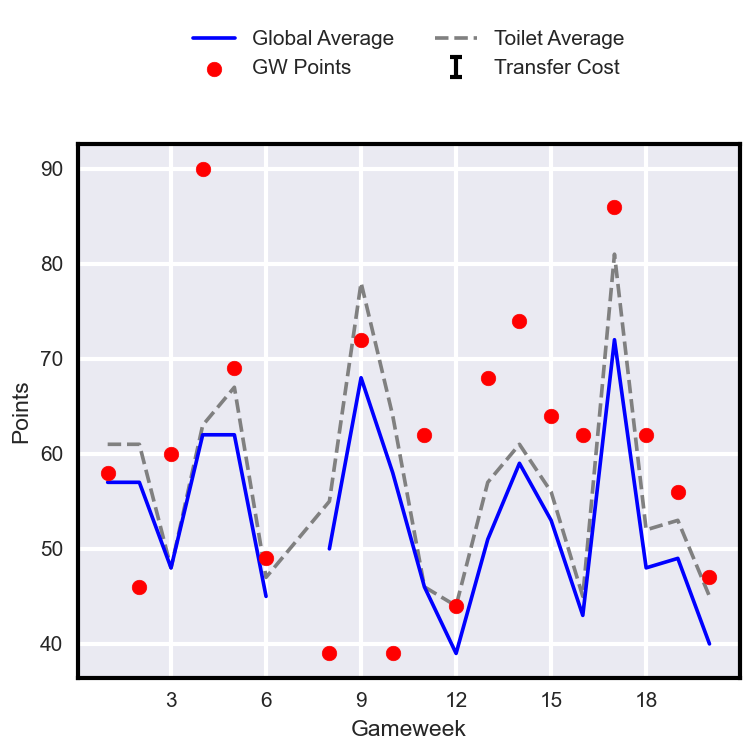 Global Average
Toilet Average
GW Points
Transfer Cost
90
80
70
60
50
40
Points
3 6 9 12 15 18
Gameweek